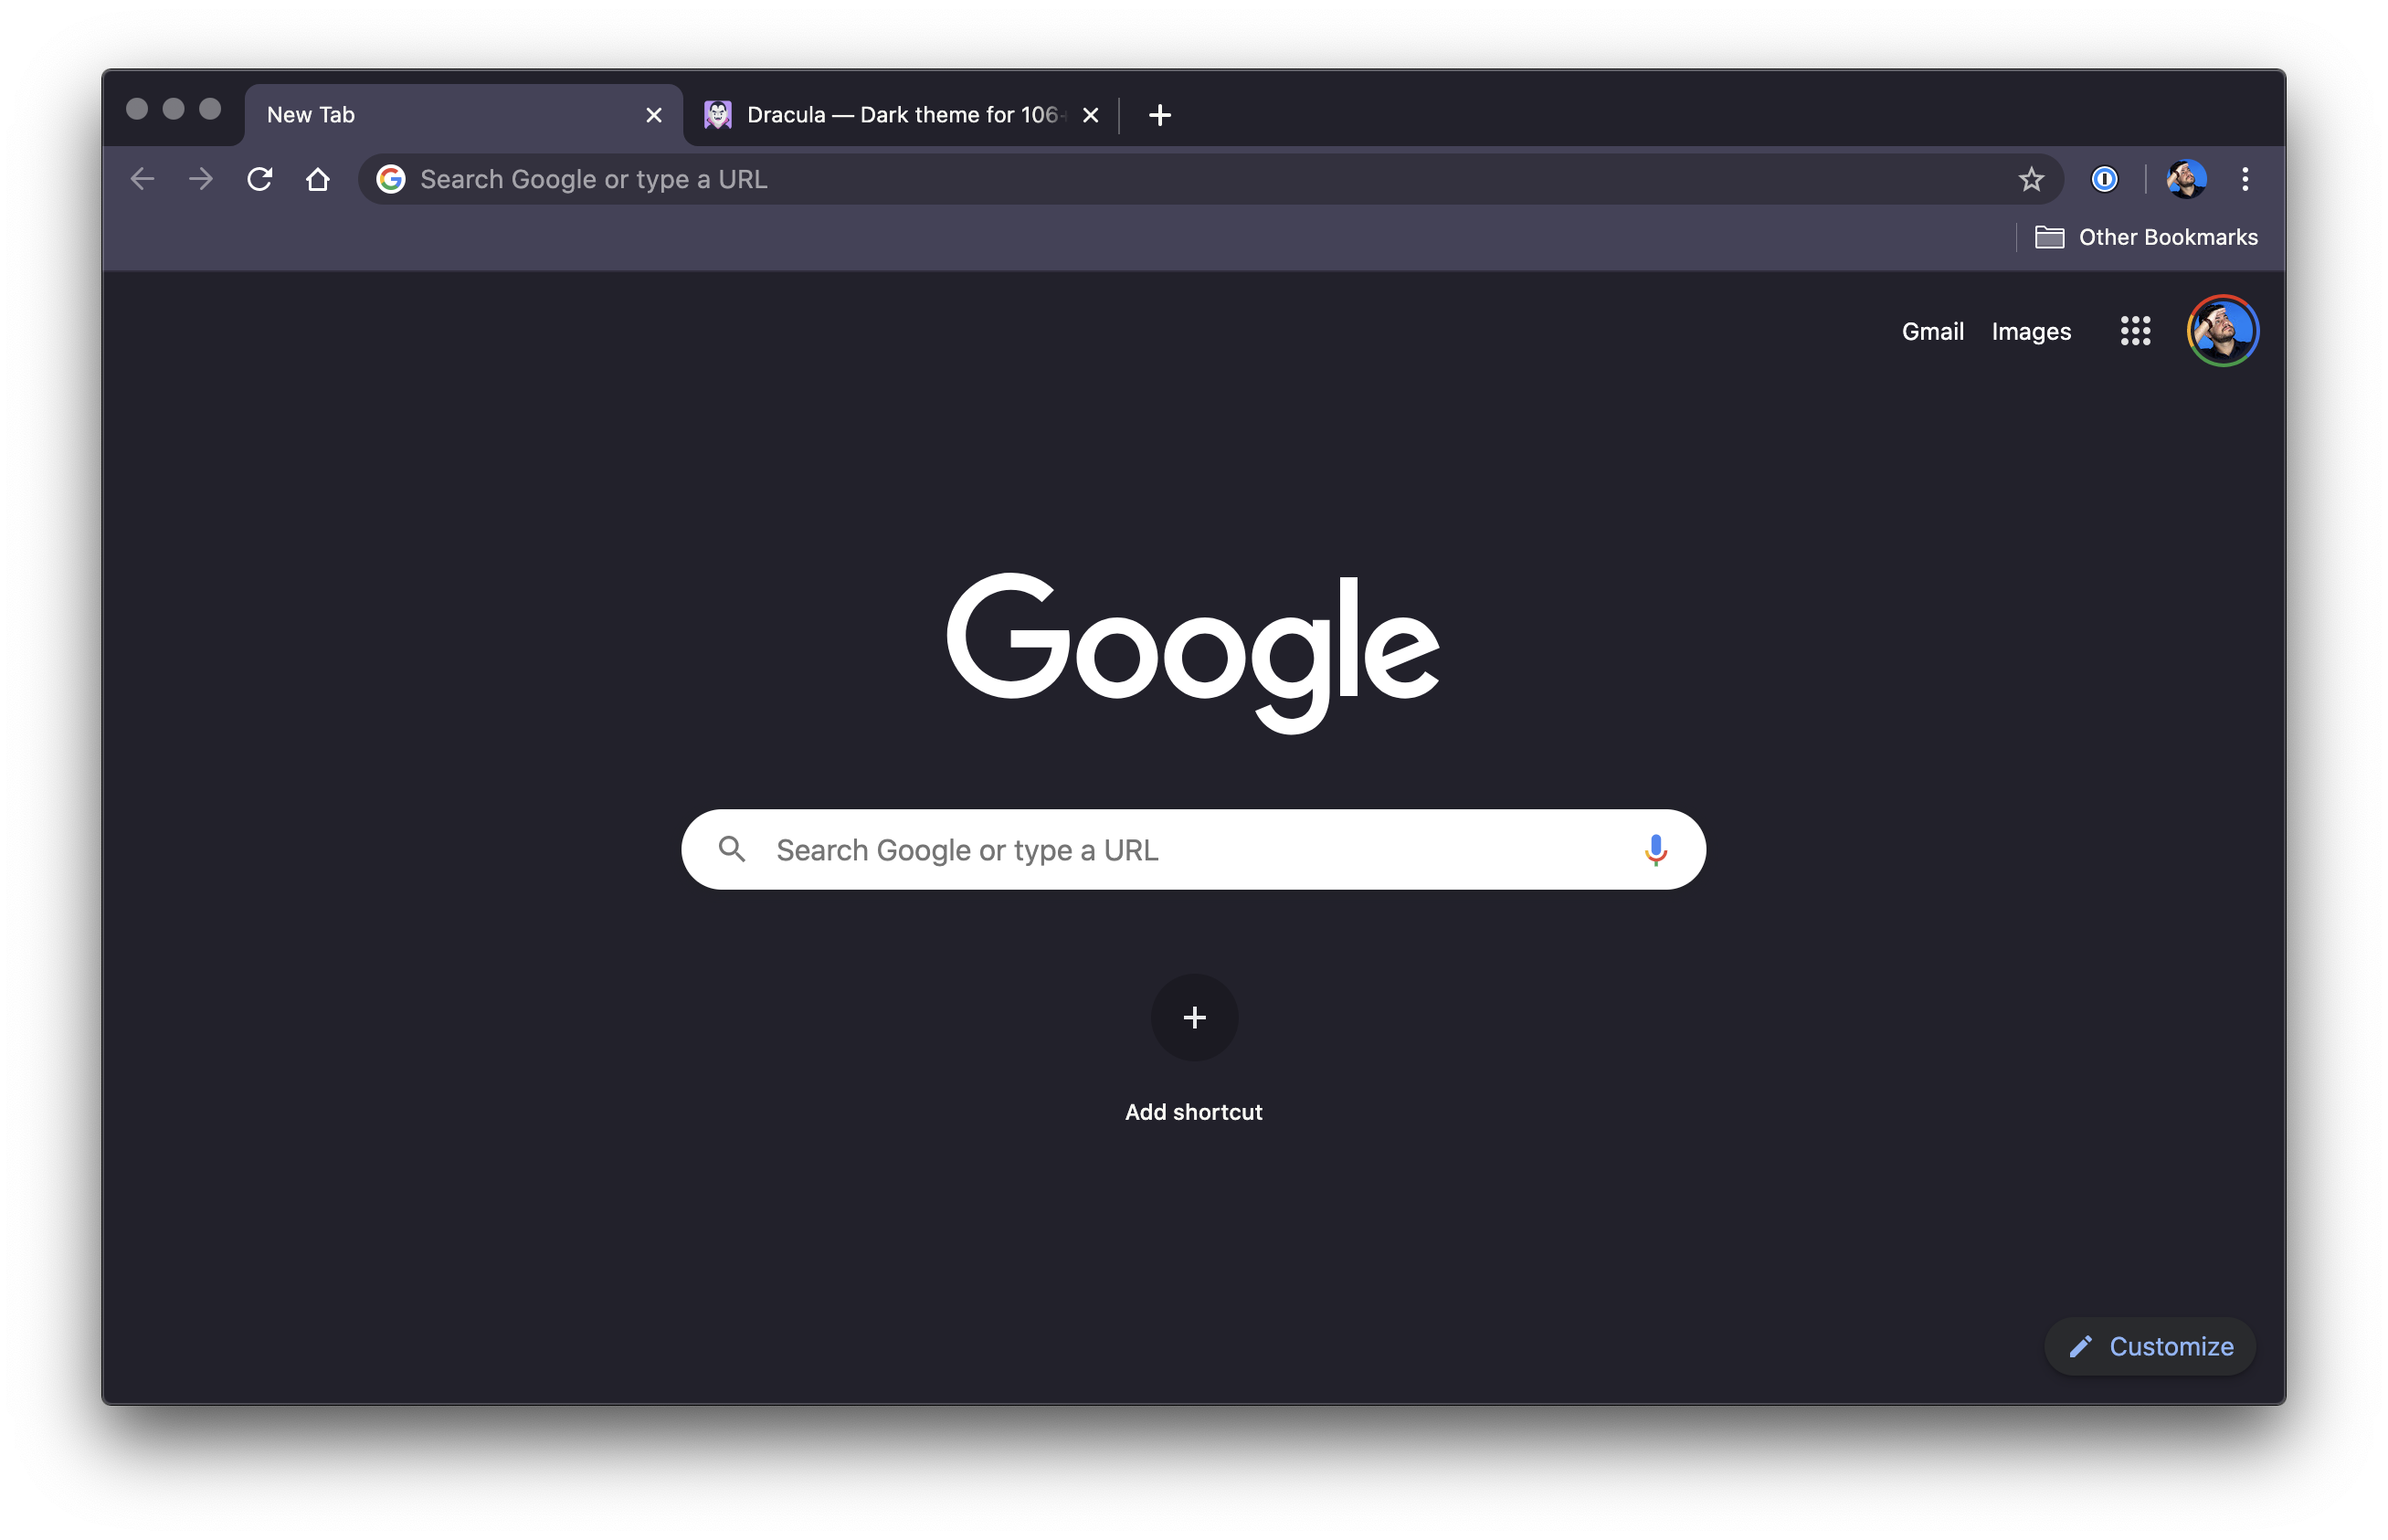 New Tab
Dracula — Dark theme for 106+
Search Google or type a URL
Other Bookmarks
Gmail Images
Google
Search Google or type a URL
Add shortcut
Customize